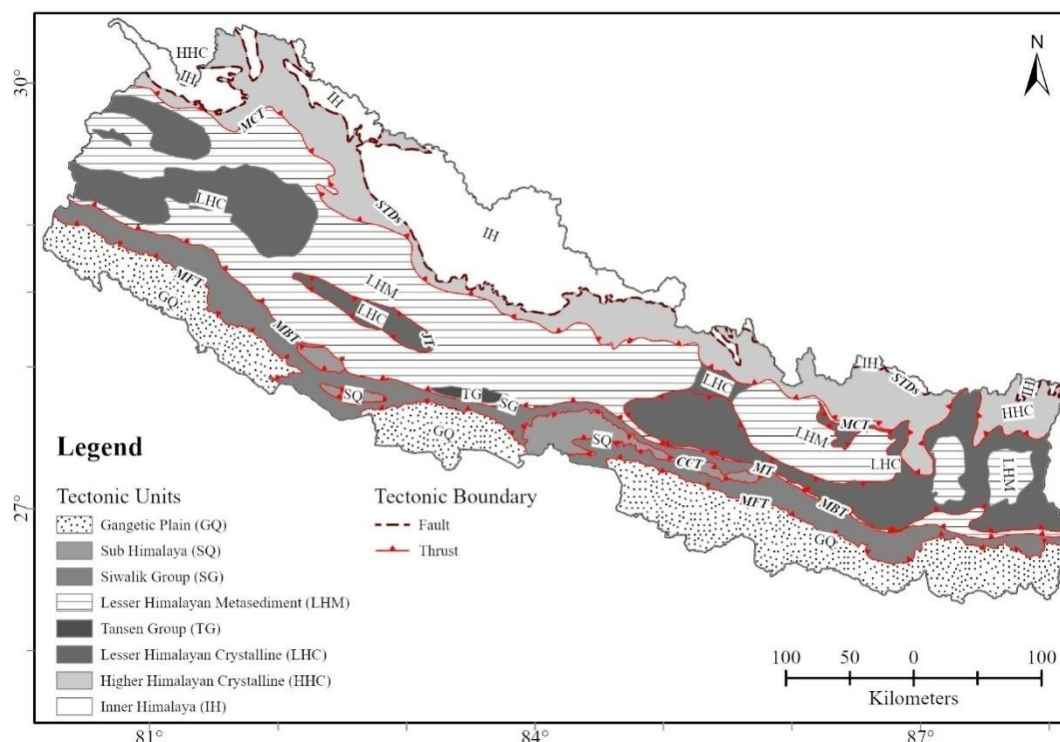 HHC
N
IH
30°
IH
MCT
LHC
STDs
IH
LHM
MFT
GQ
LHC
MBT
JT
IH
STDs
IH
LHC
SQ
TG
SG
HHC
GQ
SQ
LHM
MCT
LHC
LHM
CCT
MT
MFT
MBT
GQ
27°
Legend
Tectonic Units
Gangetic Plain (GQ)
Sub Himalaya (SQ)
Siwalik Group (SG)
Lesser Himalayan Metasediment (LHM)
Tansen Group (TG)
Lesser Himalayan Crystalline (LHC)
Higher Himalayan Crystalline (HHC)
Inner Himalaya (IH)
Tectonic Boundary
Fault
Thrust
100 50 0 100
Kilometers
81° 84° 87°